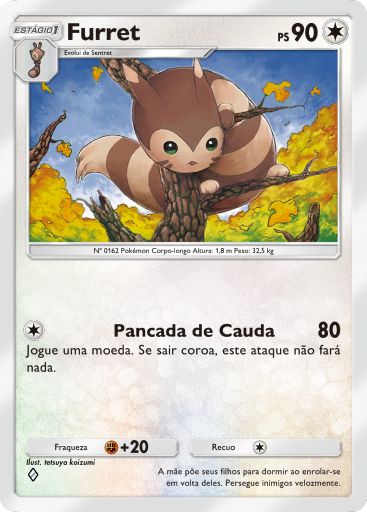 ESTÁGIO 1
Furret
PS 90
Evolui de Sentret
Nº 0162 Pokémon Corpo-longo Altura: 1,8 m Peso: 32,5 kg
Pancada de Cauda 80
Jogue uma moeda. Se sair coroa, este ataque não fará
nada.
Fraqueza +20 Recuo
Ilust. tetsuya koizumi
A mãe põe seus filhos para dormir ao enrolar-se
em volta deles. Persegue inimigos velozmente.